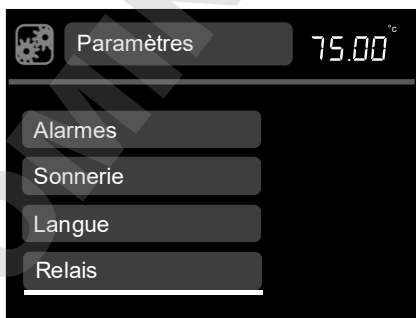 Paramètres
75.00°c
Alarmes
Sonnerie
Langue
Relais